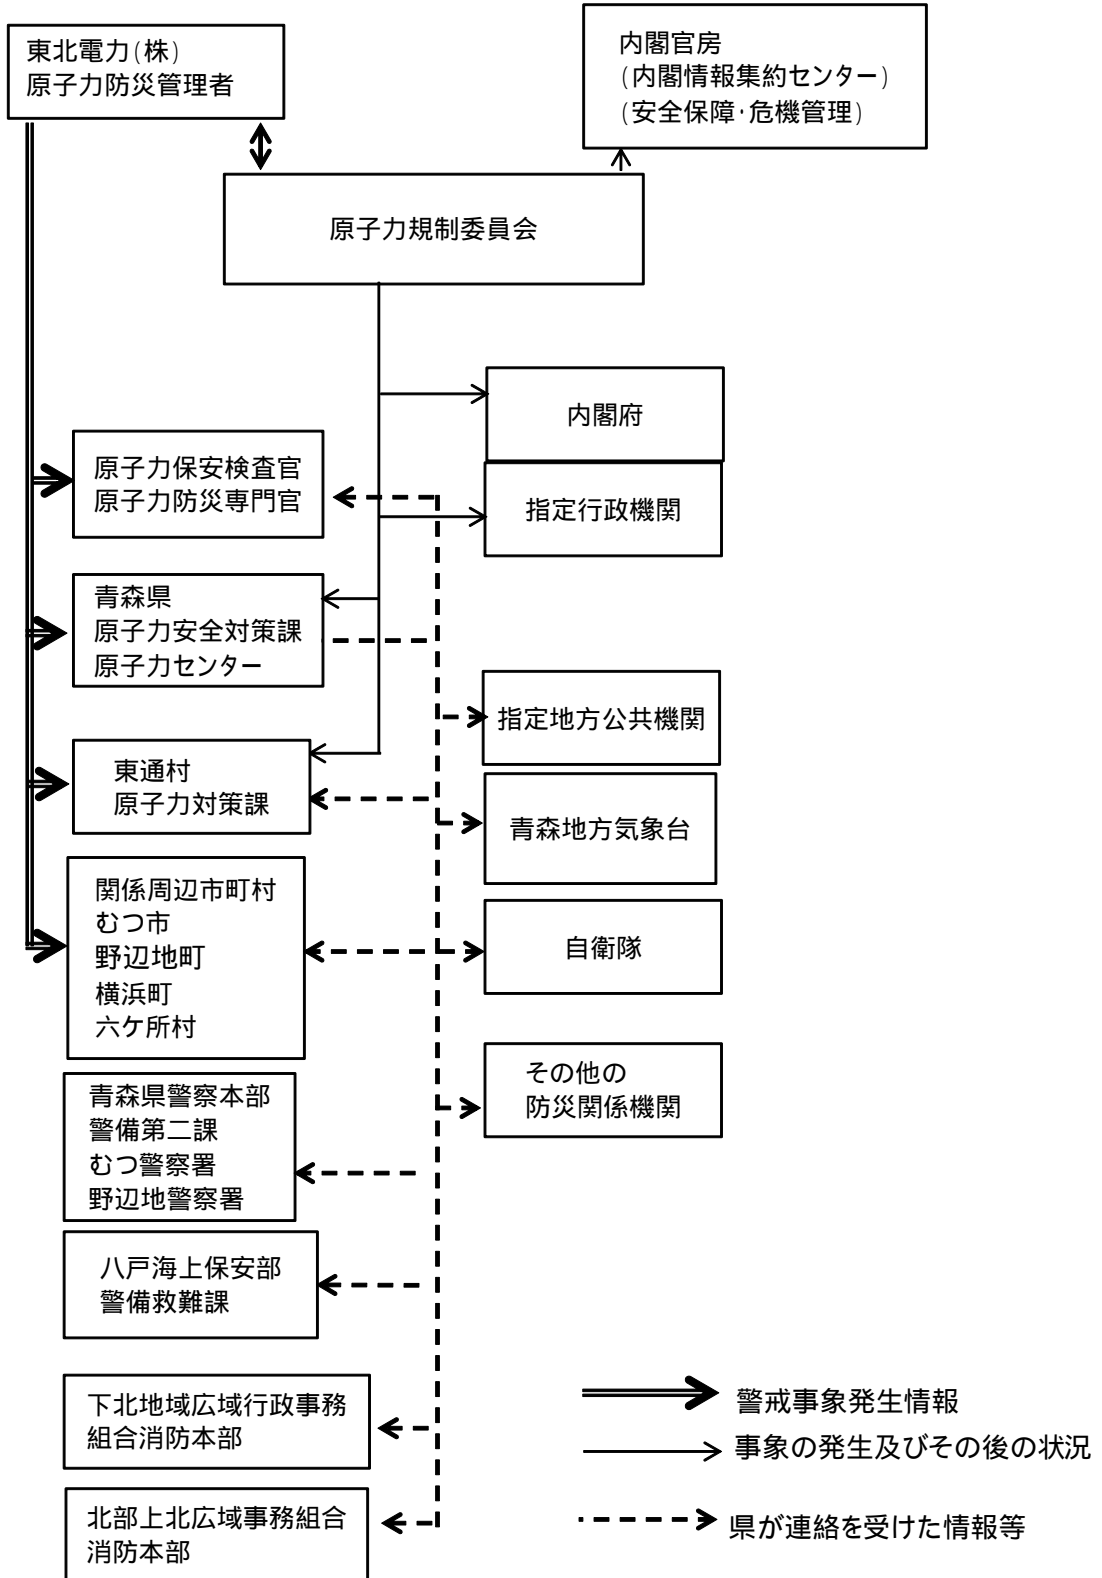 東北電力(株)
原子力防災管理者
内閣官房
(内閣情報集約センター)
(安全保障・危機管理)
原子力規制委員会
内閣府
原子力保安検査官
原子力防災専門官
指定行政機関
青森県
原子力安全対策課
原子力センター
指定地方公共機関
東通村
原子力対策課
青森地方気象台
関係周辺市町村
むつ市
野辺地町
横浜町
六ケ所村
自衛隊
その他の
防災関係機関
青森県警察本部
警備第二課
むつ警察署
野辺地警察署
八戸海上保安部
警備救難課
下北地域広域行政事務
組合消防本部
北部上北広域事務組合
消防本部
警戒事象発生情報
事象の発生及びその後の状況
県が連絡を受けた情報等